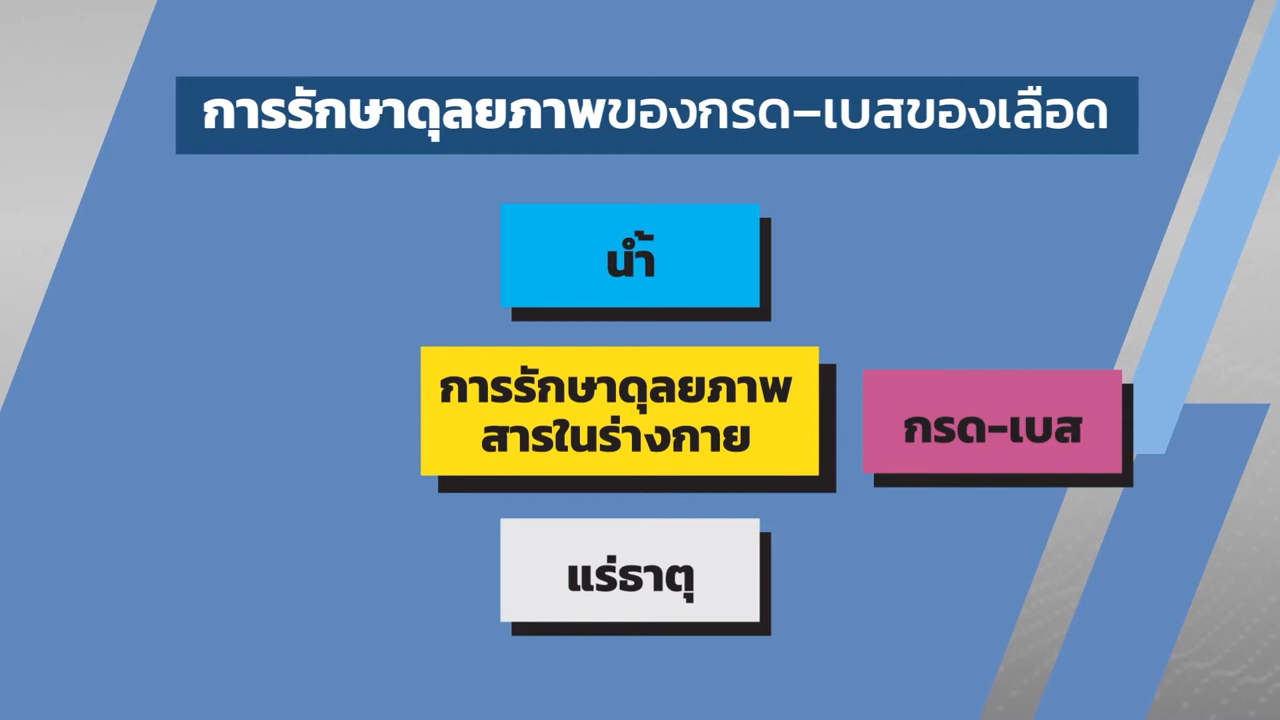 การรักษาดุลยภาพของกรด–เบสของเลือด
น้ำ
การรักษาดุลยภาพ
สารในร่างกาย
กรด-เบส
แร่ธาตุ